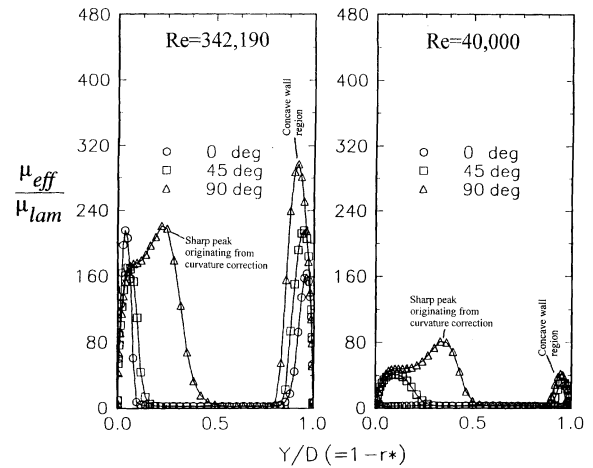 480
400
320
240
160
80
0
μeff
μlam
Re=342,190
0 deg
45 deg
90 deg
Concave wall
region
Sharp peak
originating from
curvature correction
0.0
0.5
1.0
480
400
320
240
160
80
0
Re=40,000
0 deg
45 deg
90 deg
Sharp peak
originating from
curvature correction
Concave wall
region
0.0
0.5
1.0
Y/D (=1-r*)